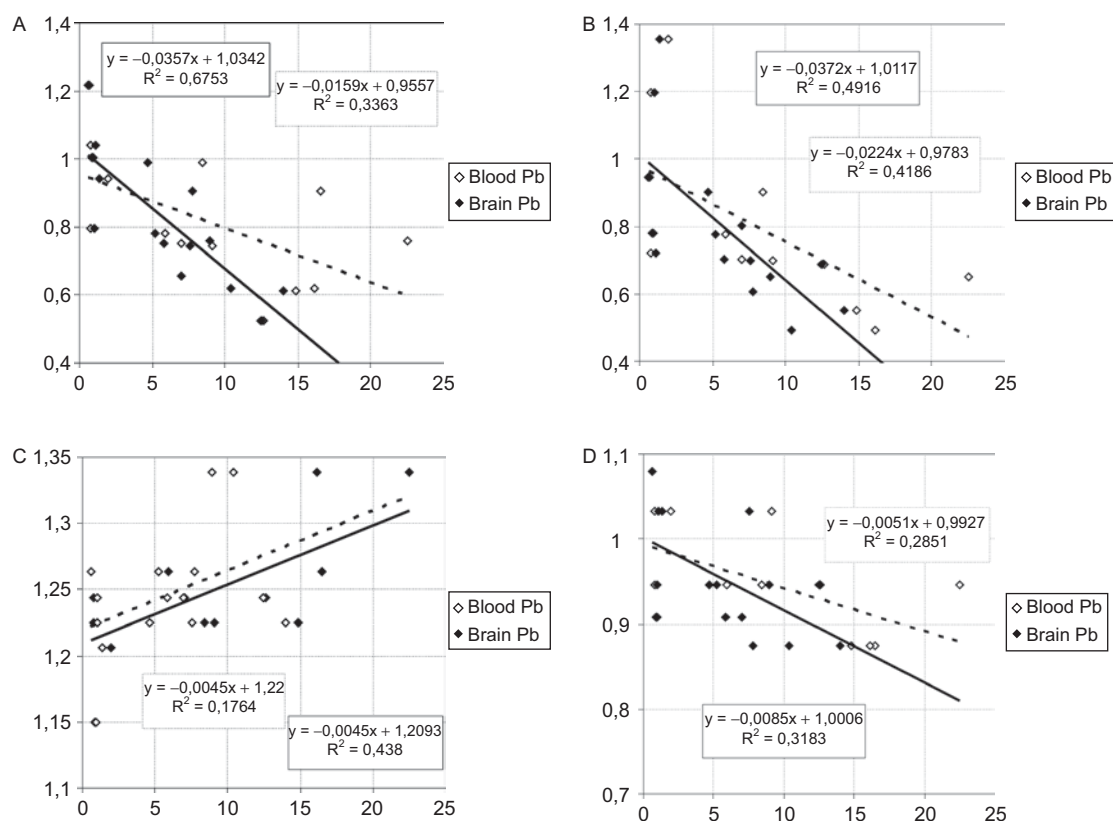 A
1,4
1,2
1
0,8
0,6
0,4
0 5 10 15 20 25
y = –0,0357x + 1,0342
R² = 0,6753
y = –0,0159x + 0,9557
R² = 0,3363
Blood Pb
Brain Pb
B
1,4
1,2
1
0,8
0,6
0,4
0 5 10 15 20 25
y = –0,0372x + 1,0117
R² = 0,4916
y = –0,0224x + 0,9783
R² = 0,4186
Blood Pb
Brain Pb
C
1,35
1,3
1,25
1,2
1,15
1,1
0 5 10 15 20 25
y = –0,0045x + 1,22
R² = 0,1764
y = –0,0045x + 1,2093
R² = 0,438
Blood Pb
Brain Pb
D
1,1
1
0,9
0,8
0,7
0 5 10 15 20 25
y = –0,0051x + 0,9927
R² = 0,2851
y = –0,0085x + 1,0006
R² = 0,3183
Blood Pb
Brain Pb